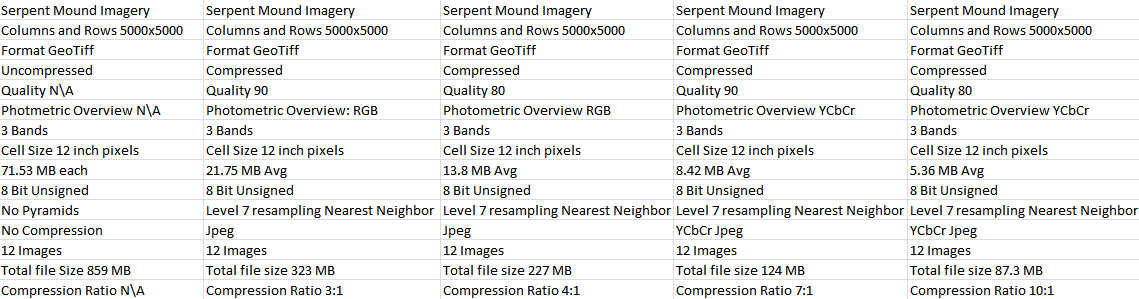 Serpent Mound Imagery Serpent Mound Imagery Serpent Mound Imagery Serpent Mound Imagery Serpent Mound Imagery
Columns and Rows 5000x5000 Columns and Rows 5000x5000 Columns and Rows 5000x5000 Columns and Rows 5000x5000 Columns and Rows 5000x5000
Format GeoTiff Format GeoTiff Format GeoTiff Format GeoTiff Format GeoTiff
Uncompressed Compressed Compressed Compressed Compressed
Quality N\A Quality 90 Quality 80 Quality 90 Quality 80
Photmetric Overview N\A Photometric Overview: RGB Photometric Overview RGB Photometric Overview YCbCr Photometric Overview YCbCr
3 Bands 3 Bands 3 Bands 3 Bands 3 Bands
Cell Size 12 inch pixels Cell Size 12 inch pixels Cell Size 12 inch pixels Cell Size 12 inch pixels Cell Size 12 inch pixels
71.53 MB each 21.75 MB Avg 13.8 MB Avg 8.42 MB Avg 5.36 MB Avg
8 Bit Unsigned 8 Bit Unsigned 8 Bit Unsigned 8 Bit Unsigned 8 Bit Unsigned
No Pyramids Level 7 resampling Nearest Neighbor Level 7 resampling Nearest Neighbor Level 7 resampling Nearest Neighbor Level 7 resampling Nearest Neighbor
No Compression Jpeg Jpeg YCbCr Jpeg YCbCr Jpeg
12 Images 12 Images 12 Images 12 Images 12 Images
Total file Size 859 MB Total file Size 323 MB Total file size 227 MB Total file size 124 MB Total file size 87.3 MB
Compression Ratio N\A Compression Ratio 3:1 Compression Ratio 4:1 Compression Ratio 7:1 Compression Ratio 10:1